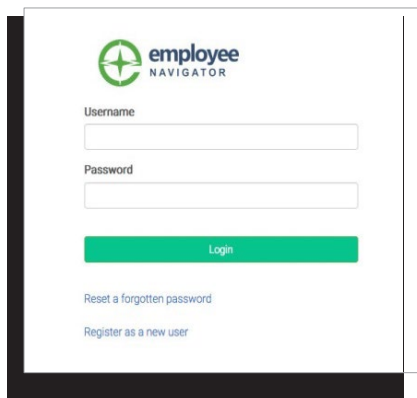 employee
NAVIGATOR
Username
Password
Login
Reset a forgotten password
Register as a new user